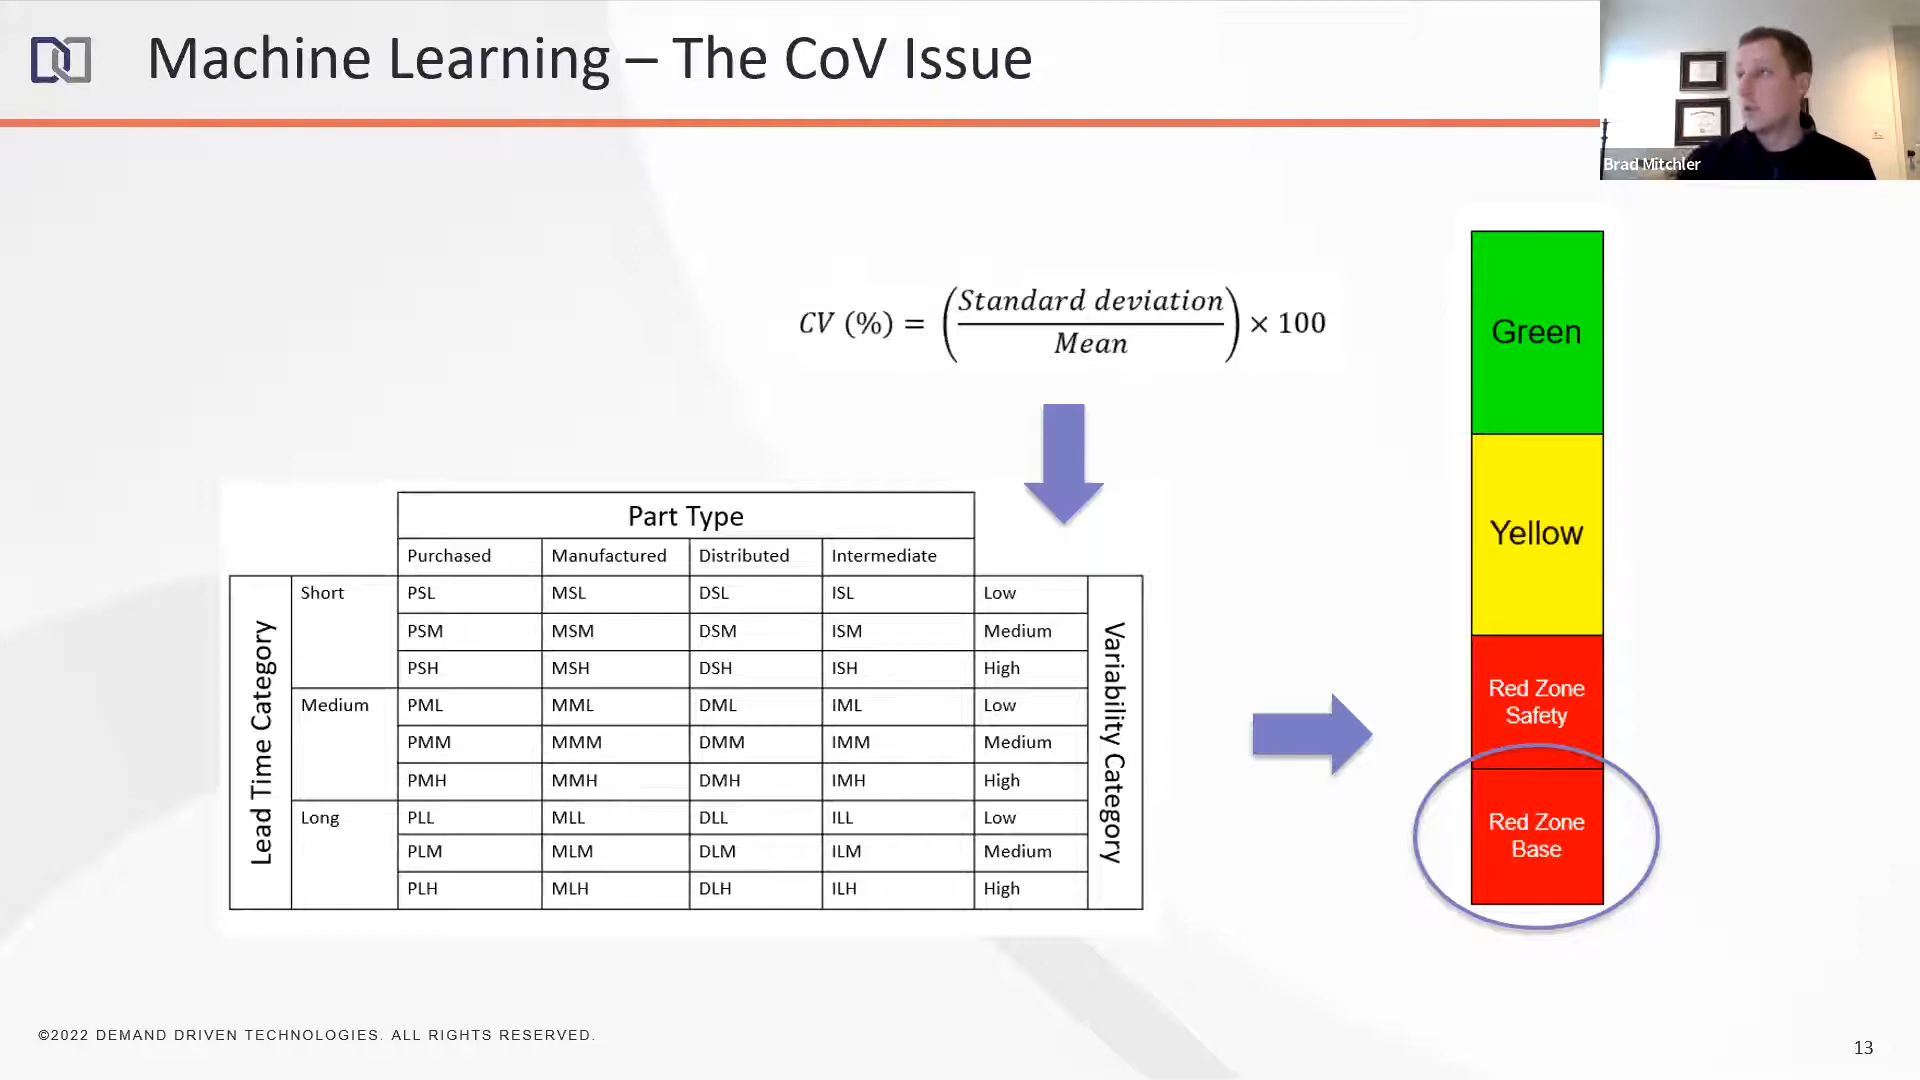 Machine Learning – The CoV Issue
Brad Mitchler
CV (%) = (Standard deviation / Mean) × 100
Part Type
Purchased Manufactured Distributed Intermediate
Lead Time Category
Variability Category
Short PSL MSL DSL ISL Low
PSM MSM DSM ISM Medium
PSH MSH DSH ISH High
Medium PML MML DML IML Low
PMM MMM DMM IMM Medium
PMH MMH DMH IMH High
Long PLL MLL DLL ILL Low
PLM MLM DLM ILM Medium
PLH MLH DLH ILH High
Green
Yellow
Red Zone
Safety
Red Zone
Base
©2022 DEMAND DRIVEN TECHNOLOGIES. ALL RIGHTS RESERVED.
13